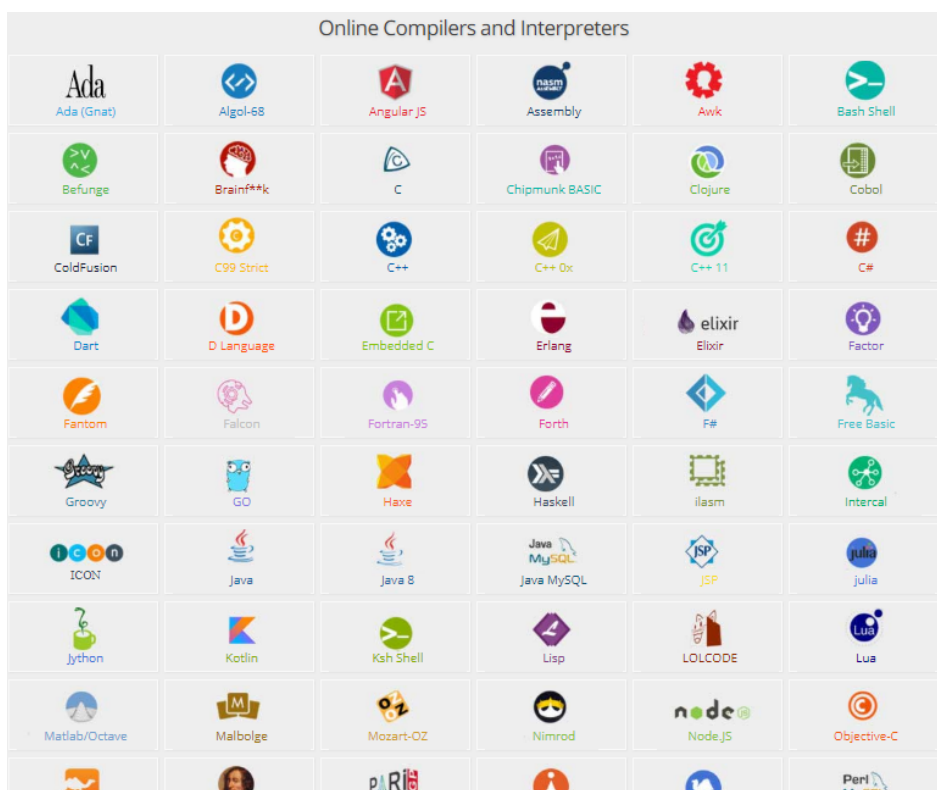 Online Compilers and Interpreters
Ada
Ada (Gnat)
Algol-68
A
Angular JS
nasm
ASSEMBLY
Assembly
Awk
>_
Bash Shell
>v
^<
Befunge
Brainf**k
C
C
Chipmunk BASIC
Clojure
Cobol
CF
ColdFusion
C
C99 Strict
C++
C++ 0x
C++ 11
#
C#
Dart
D
D Language
Embedded C
Erlang
elixir
Elixir
Factor
Fantom
Falcon
Fortran-95
Forth
F#
Free Basic
Groovy
Groovy
GO
Haxe
Haskell
ilasm
Intercal
icon
ICON
Java
Java 8
Java
MySQL
Java MySQL
JSP
JSP
julia
julia
Jython
Kotlin
>_
Ksh Shell
L
Lisp
LOLCODE
Lua
Lua
Matlab/Octave
M
Malbolge
OZ
OZ
Mozart-OZ
Nimrod
node JS
Node.JS
C
Objective-C
PARI
Perl